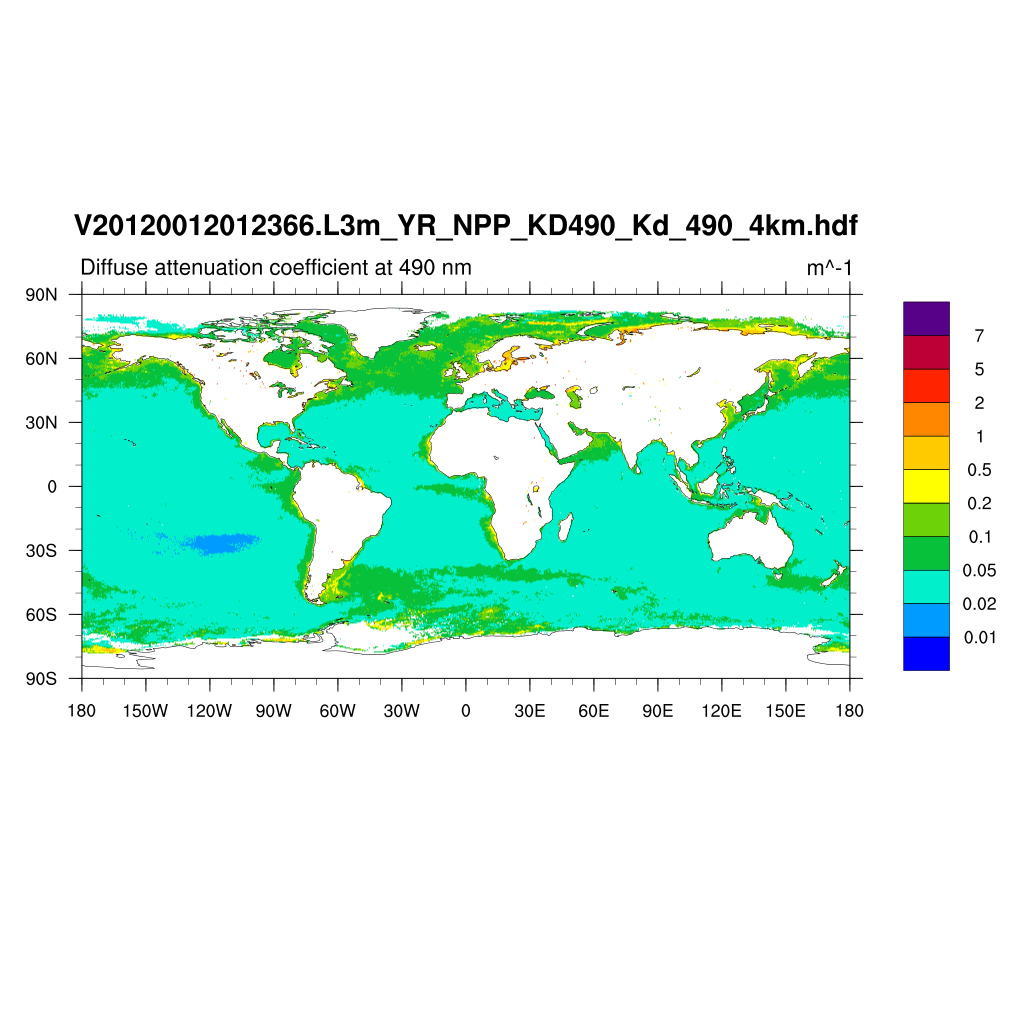 V20120012012366.L3m_YR_NPP_KD490_Kd_490_4km.hdf
Diffuse attenuation coefficient at 490 nm
m^-1
90N
60N
30N
0
30S
60S
90S
180 150W 120W 90W 60W 30W 0 30E 60E 90E 120E 150E 180
7
5
2
1
0.5
0.2
0.1
0.05
0.02
0.01